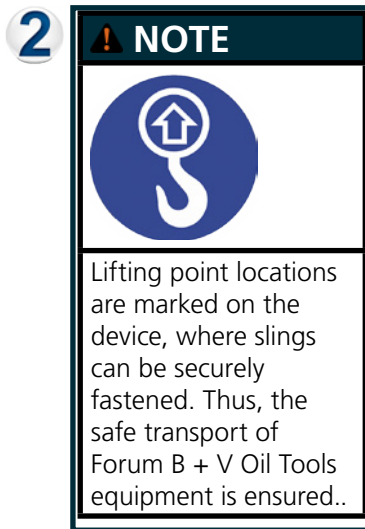 2
NOTE
Lifting point locations
are marked on the
device, where slings
can be securely
fastened. Thus, the
safe transport of
Forum B + V Oil Tools
equipment is ensured..